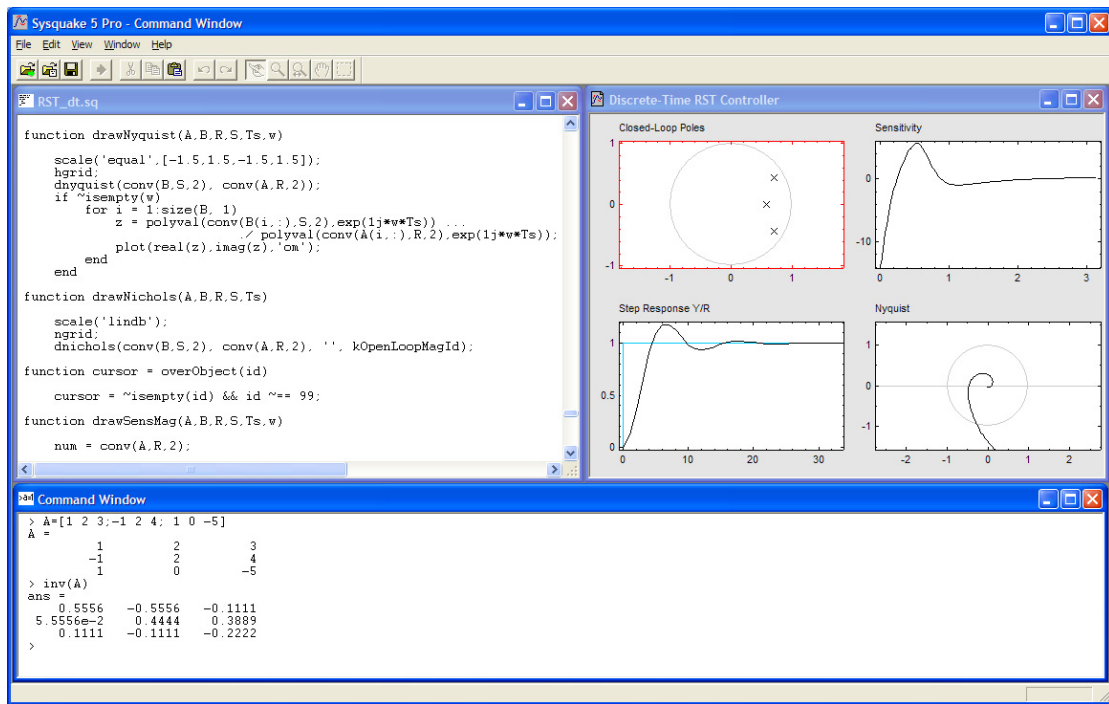 Sysquake 5 Pro - Command Window
File Edit View Window Help
RST_dt.sq
function drawNyquist(A,B,R,S,Ts,w)
scale('equal',[-1.5,1.5,-1.5,1.5]);
hgrid;
dnyquist(conv(B,S,2), conv(A,R,2));
if ~isempty(w)
for i = 1:size(B, 1)
z = polyval(conv(B(i,:),S,2),exp(1j*w*Ts)) ...
./ polyval(conv(A(i,:),R,2),exp(1j*w*Ts));
plot(real(z),imag(z),'om');
end
end
function drawNichols(A,B,R,S,Ts)
scale('lindb');
ngrid;
dnichols(conv(B,S,2), conv(A,R,2), '', kOpenLoopMagId);
function cursor = overObject(id)
cursor = ~isempty(id) && id ~== 99;
function drawSensMag(A,B,R,S,Ts,w)
num = conv(A,R,2);
Discrete-Time RST Controller
Closed-Loop Poles
1
0
-1
-1 0 1
Sensitivity
0
-10
0 1 2 3
Step Response Y/R
1
0.5
0
0 10 20 30
Nyquist
1
0
-1
-2 -1 0 1 2
Command Window
> A=[1 2 3;-1 2 4; 1 0 -5]
A =
1 2 3
-1 2 4
1 0 -5
> inv(A)
ans =
0.5556 -0.5556 -0.1111
5.5556e-2 0.4444 0.3889
0.1111 -0.1111 -0.2222
>